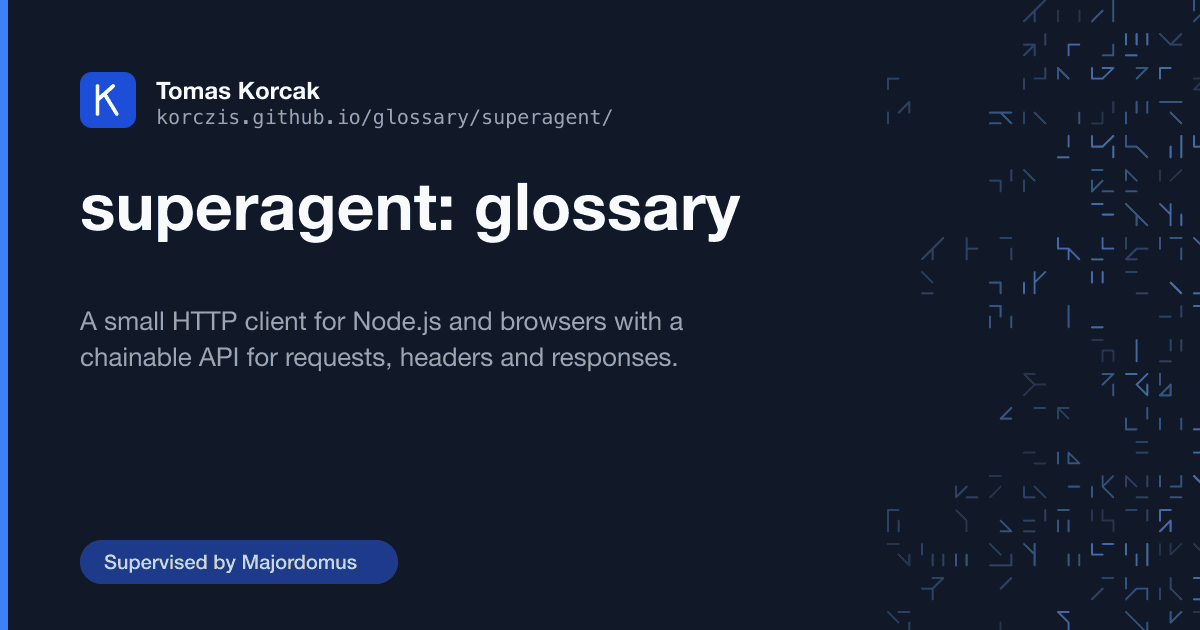 K
Tomas Korcak
korczis.github.io/glossary/superagent/
superagent: glossary
A small HTTP client for Node.js and browsers with a
chainable API for requests, headers and responses.
Supervised by Majordomus